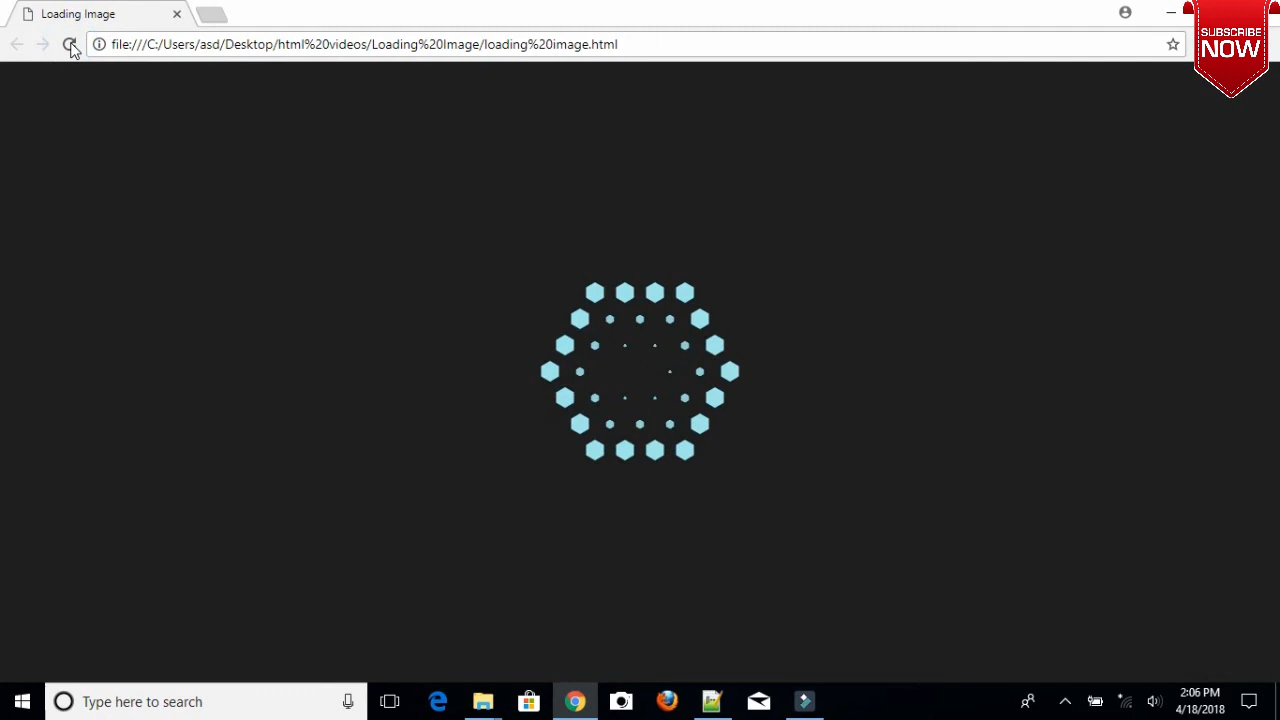 Loading Image
file:///C:/Users/asd/Desktop/html%20videos/Loading%20Image/loading%20image.html
SUBSCRIBE
NOW
Type here to search
2:06 PM
4/18/2018